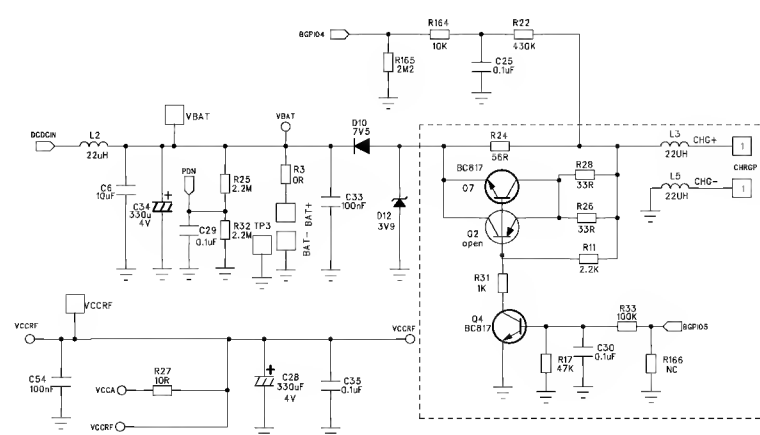 BGPIO4
R164
10K
R22
430K
R165
2M2
C25
0.1uF
VBAT
VBAT
D10
7V5
DCDCIN
L2
22uH
R24
56R
L3
22UH
CHG+
1
CHRGP
L5
22UH
CHG-
1
C6
10uF
C34
330u
4V
PDN
R25
2.2M
R3
0R
C33
100nF
BC817
Q7
R28
33R
R26
33R
C29
0.1uF
R32
2.2M
TP3
BAT- BAT+
D12
3V9
Q2
open
R11
2.2K
R31
1K
VCCRF
VCCRF
VCCRF
Q4
BC817
R33
100K
BGPIO5
C54
100nF
VCCA
R27
10R
C28
330uF
4V
C35
0.1uF
R17
47K
C30
0.1uF
R166
NC
VCCRF